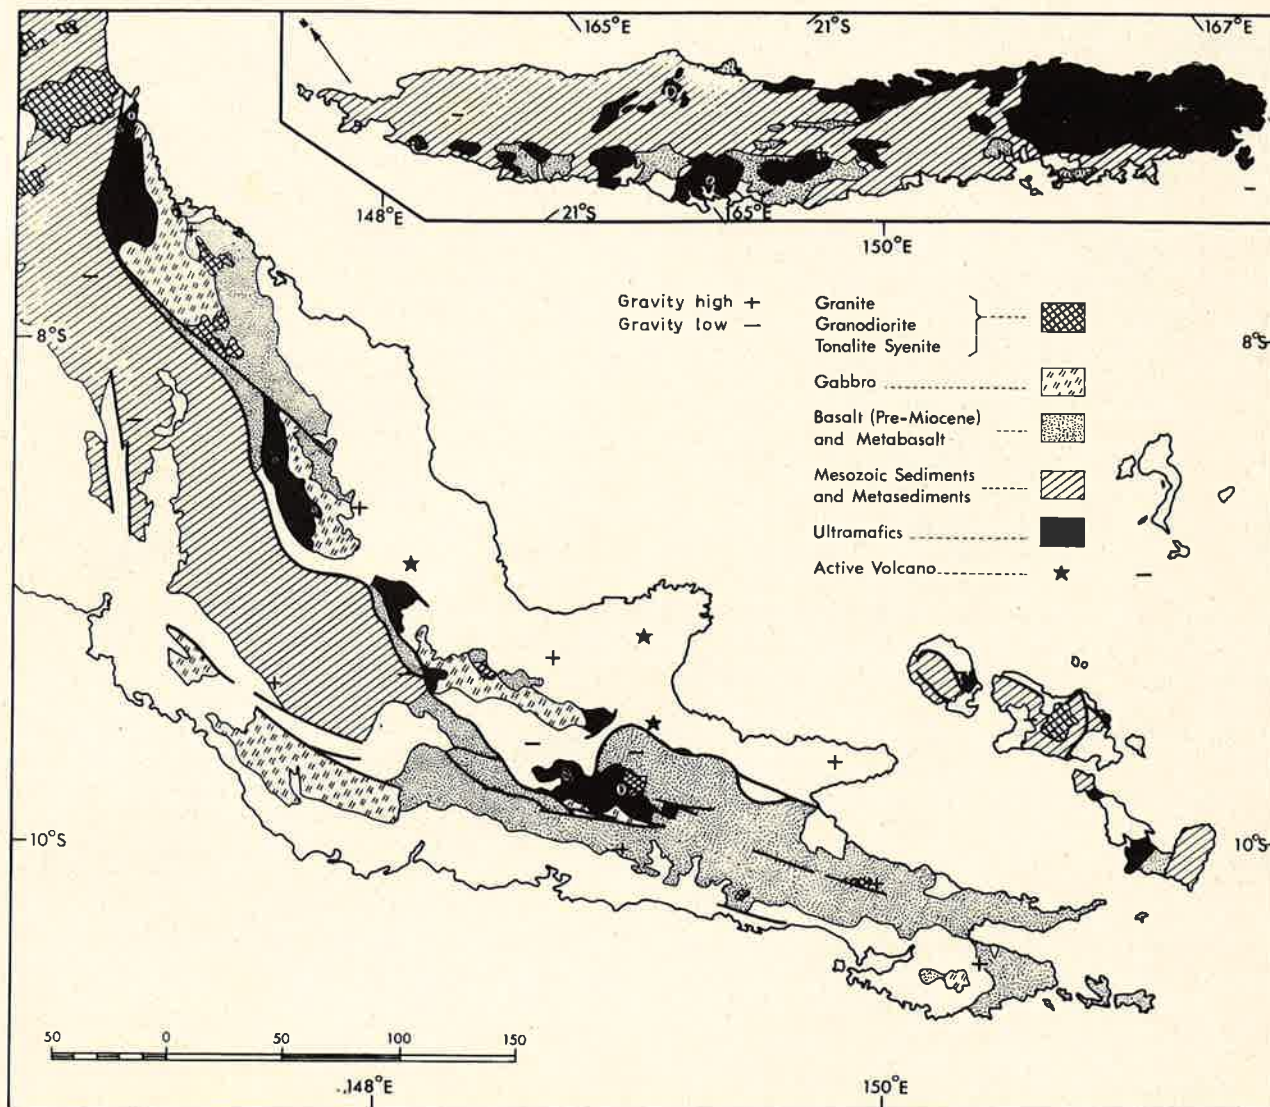 165°E
21°S
167°E
N
148°E
21°S
65°E
150°E
Gravity high +
Gravity low −
Granite
Granodiorite
Tonalite Syenite
8°S
8°S
Gabbro
Basalt (Pre-Miocene)
and Metabasalt
Mesozoic Sediments
and Metasediments
Ultramafics
Active Volcano
10°S
10°S
50 0 50 100 150
148°E
150°E